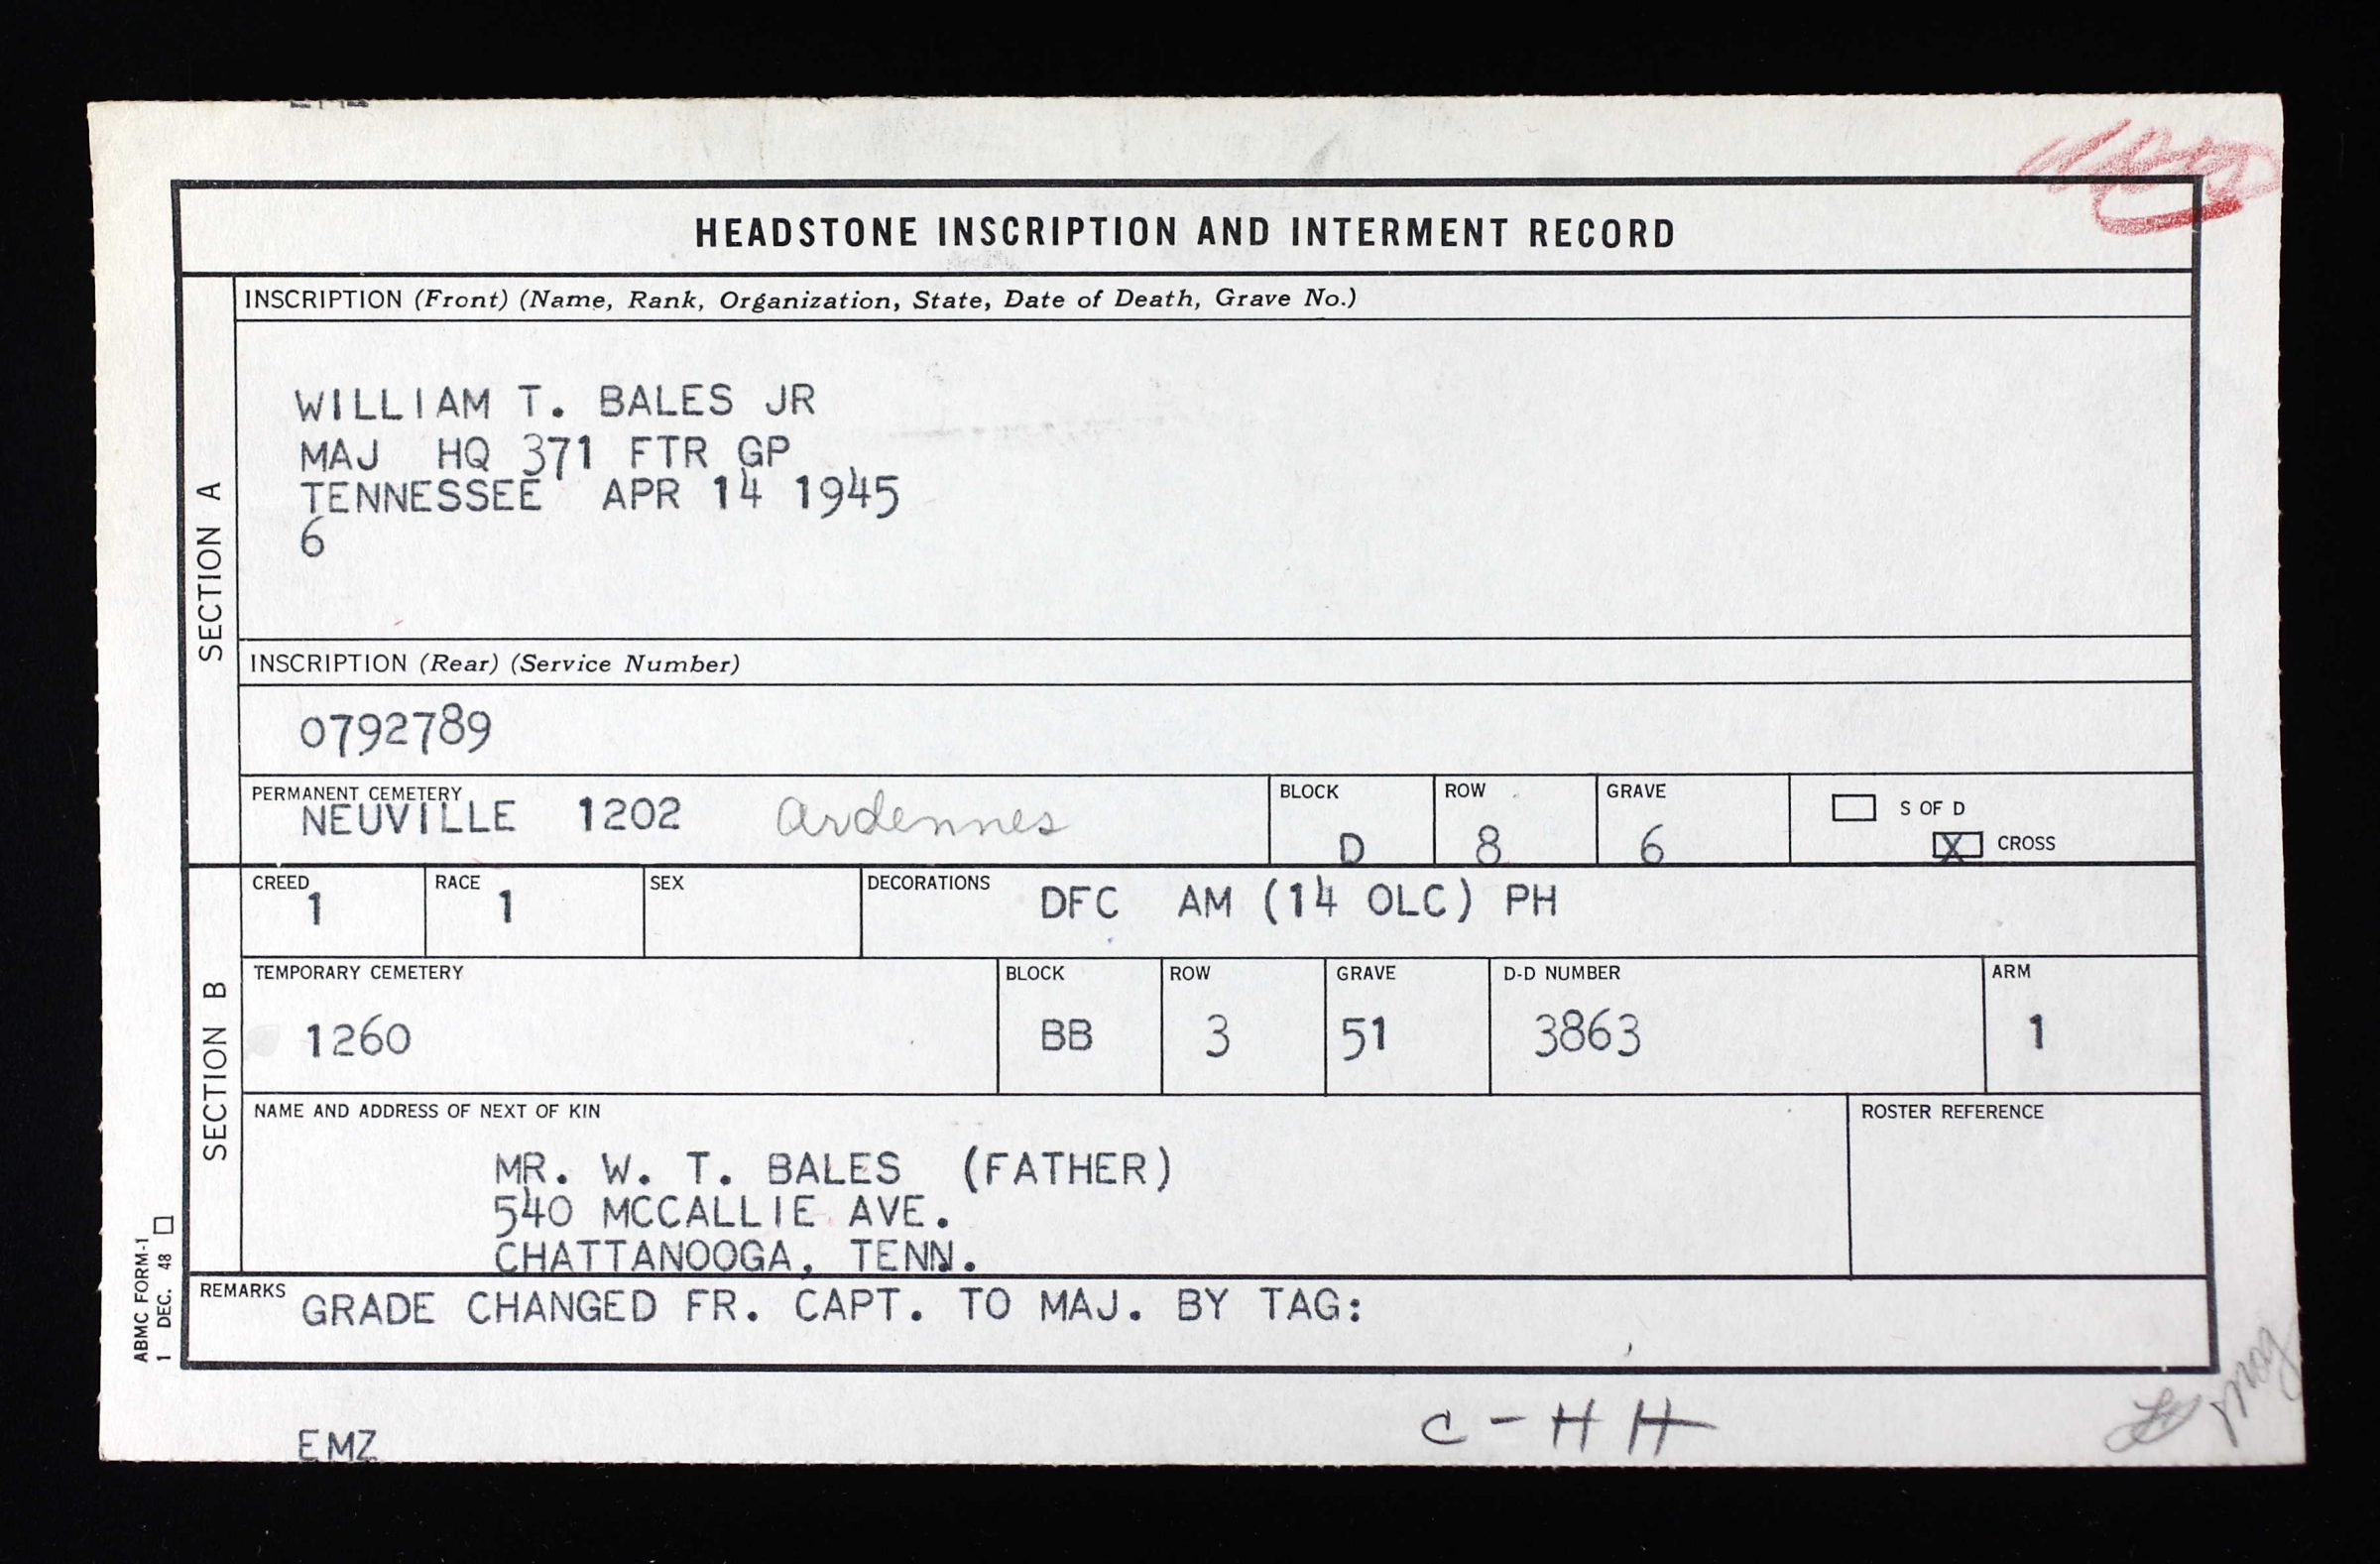 HEADSTONE INSCRIPTION AND INTERMENT RECORD
SECTION A
INSCRIPTION (Front) (Name, Rank, Organization, State, Date of Death, Grave No.)
WILLIAM T. BALES JR
MAJ HQ 371 FTR GP
TENNESSEE APR 14 1945
6
INSCRIPTION (Rear) (Service Number)
0792789
PERMANENT CEMETERY BLOCK ROW GRAVE S OF D
NEUVILLE 1202 Ardennes D 8 6 X CROSS
SECTION B
CREED RACE SEX DECORATIONS
1 1 DFC AM (14 OLC) PH
TEMPORARY CEMETERY BLOCK ROW GRAVE D-D NUMBER ARM
1260 BB 3 51 3863 1
NAME AND ADDRESS OF NEXT OF KIN ROSTER REFERENCE
MR. W. T. BALES (FATHER)
540 MCCALLIE AVE.
CHATTANOOGA, TENN.
REMARKS GRADE CHANGED FR. CAPT. TO MAJ. BY TAG:
ABMC FORM-1
1 DEC. 48
C-HH
EMZ